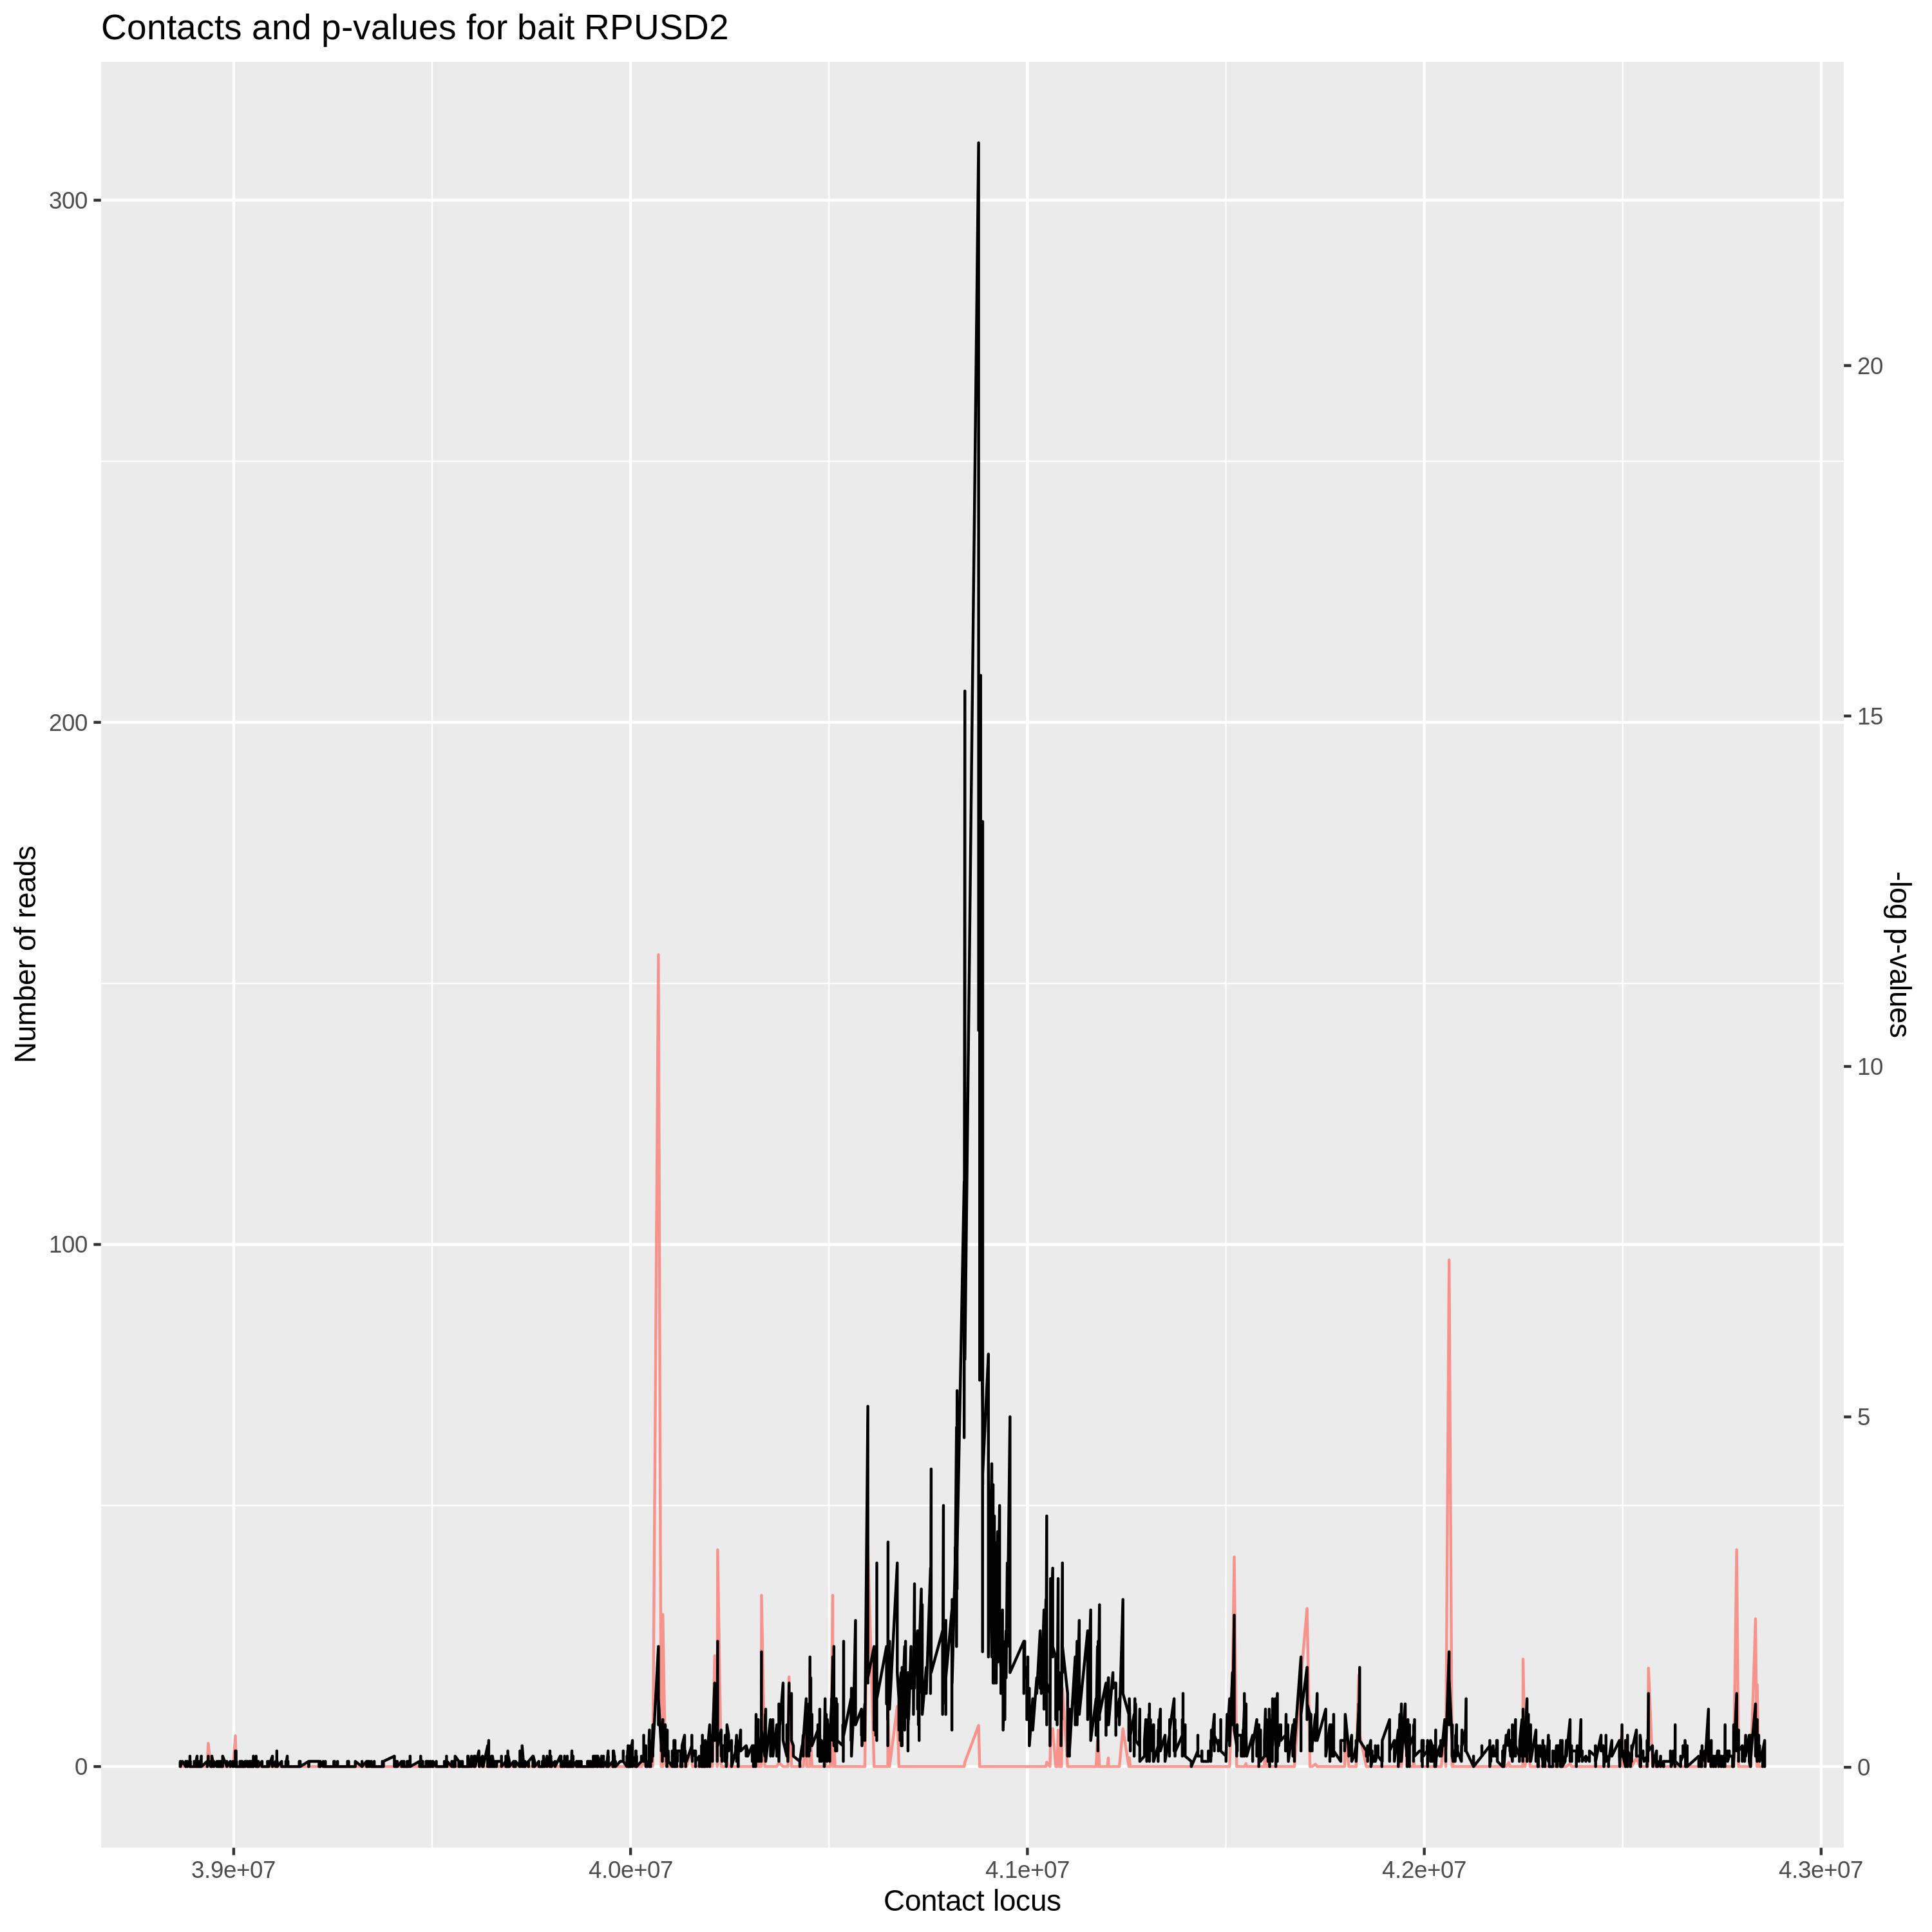 Contacts and p-values for bait RPUSD2
300
200
100
0
Number of reads
20
15
10
5
0
-log p-values
3.9e+07
4.0e+07
4.1e+07
4.2e+07
4.3e+07
Contact locus